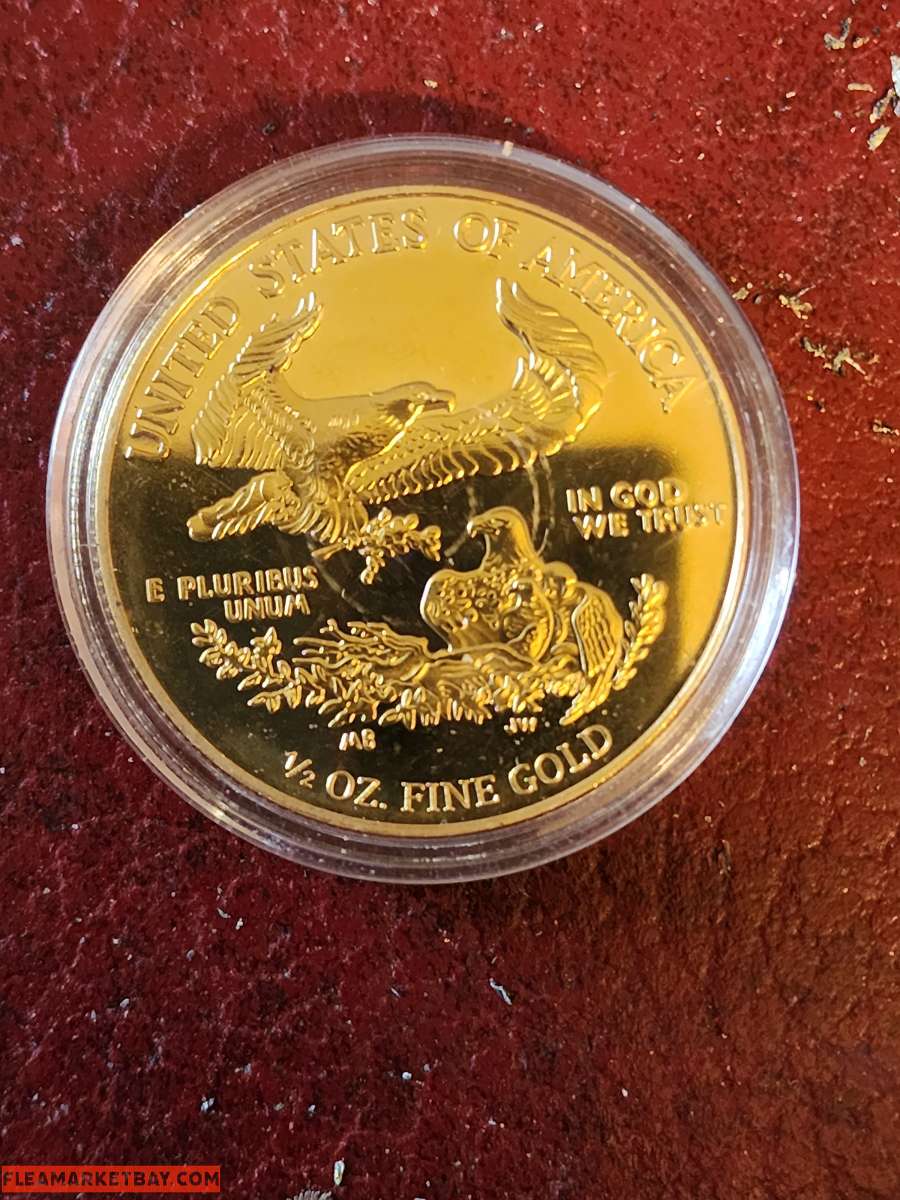 UNITED STATES OF AMERICA
IN GOD
WE TRUST
E PLURIBUS
UNUM
MB
JW
1/2 OZ. FINE GOLD
FLEAMARKETBAY.COM